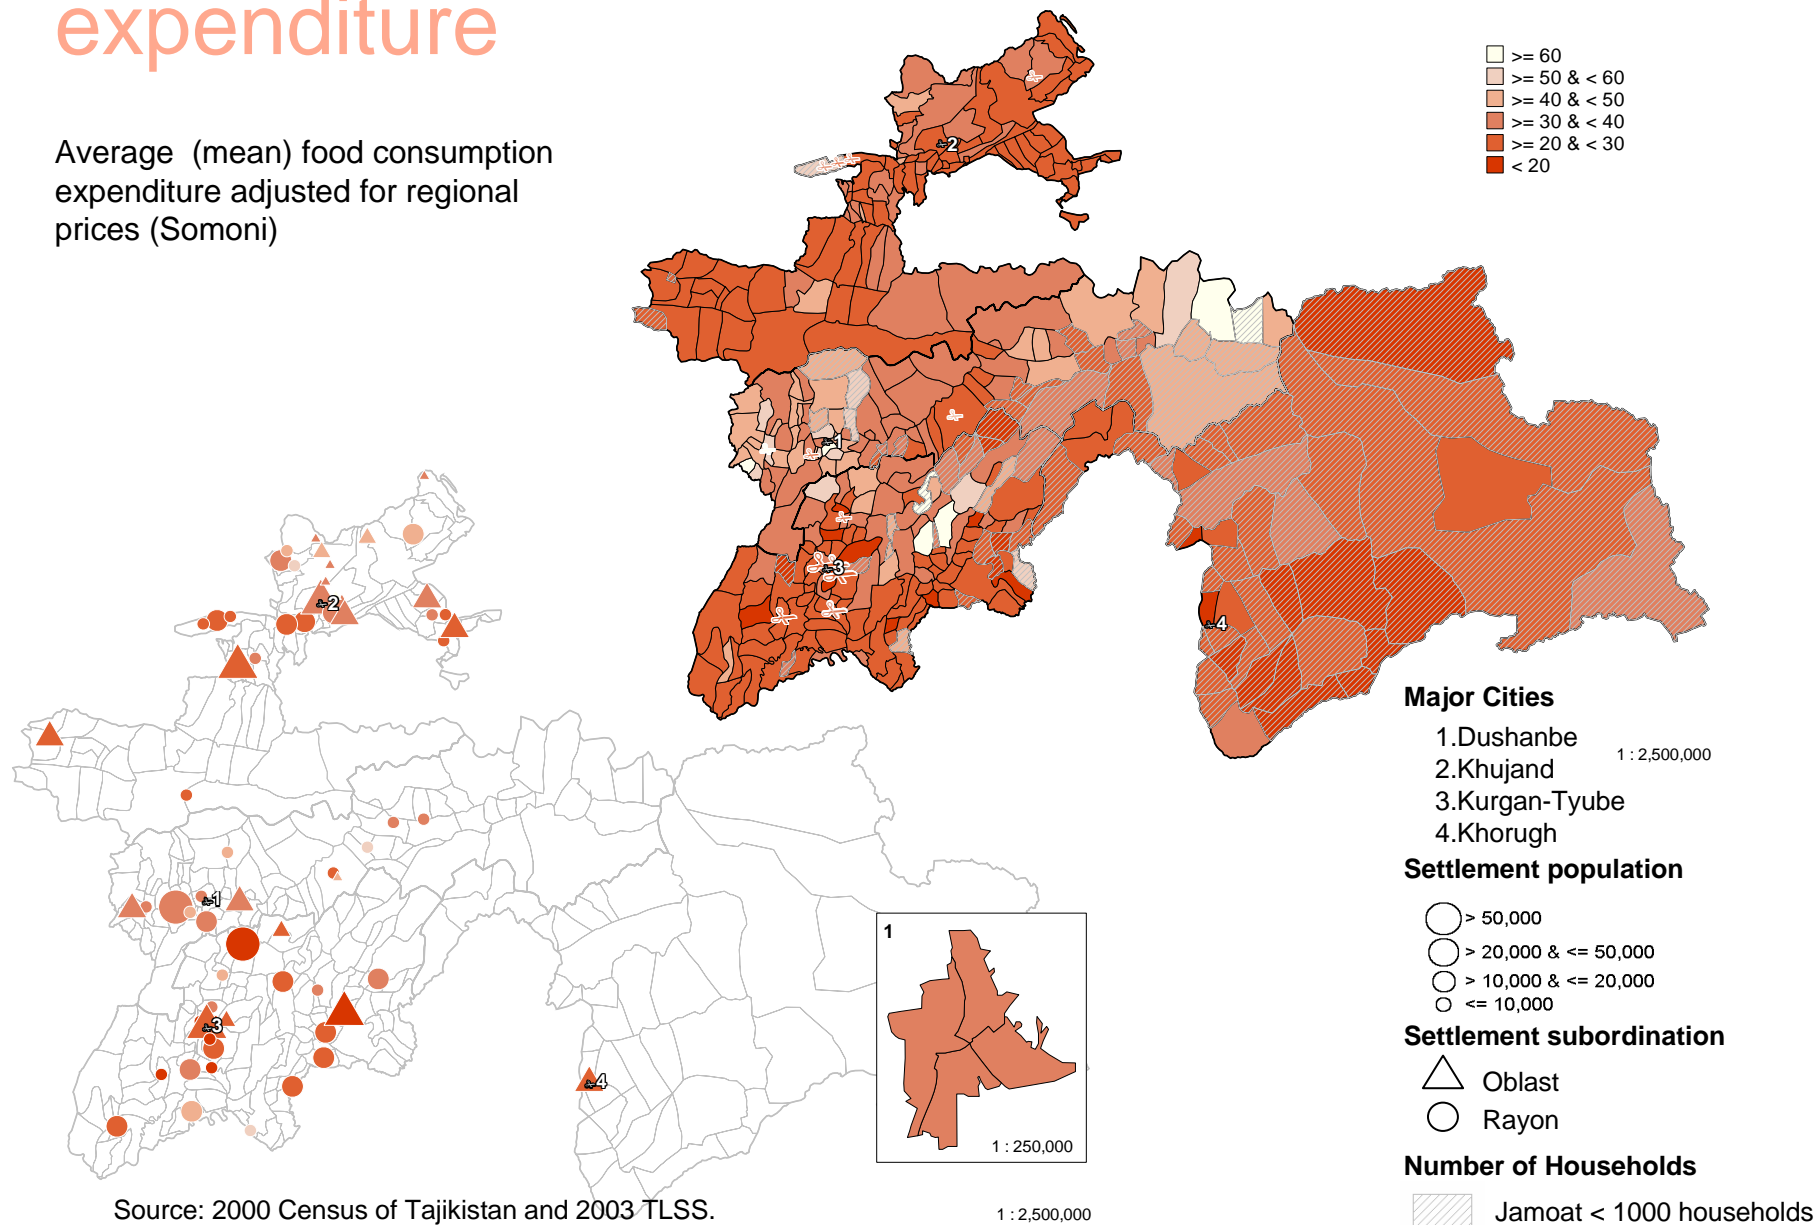 expenditure
Average (mean) food consumption
expenditure adjusted for regional
prices (Somoni)
>= 60
>= 50 & < 60
>= 40 & < 50
>= 30 & < 40
>= 20 & < 30
< 20
2
1
3
4
Major Cities
1.Dushanbe
2.Khujand
3.Kurgan-Tyube
4.Khorugh
1 : 2,500,000
Settlement population
> 50,000
> 20,000 & <= 50,000
> 10,000 & <= 20,000
<= 10,000
Settlement subordination
Oblast
Rayon
Number of Households
Jamoat < 1000 households
2
1
3
4
1
1 : 250,000
Source: 2000 Census of Tajikistan and 2003 TLSS.
1 : 2,500,000